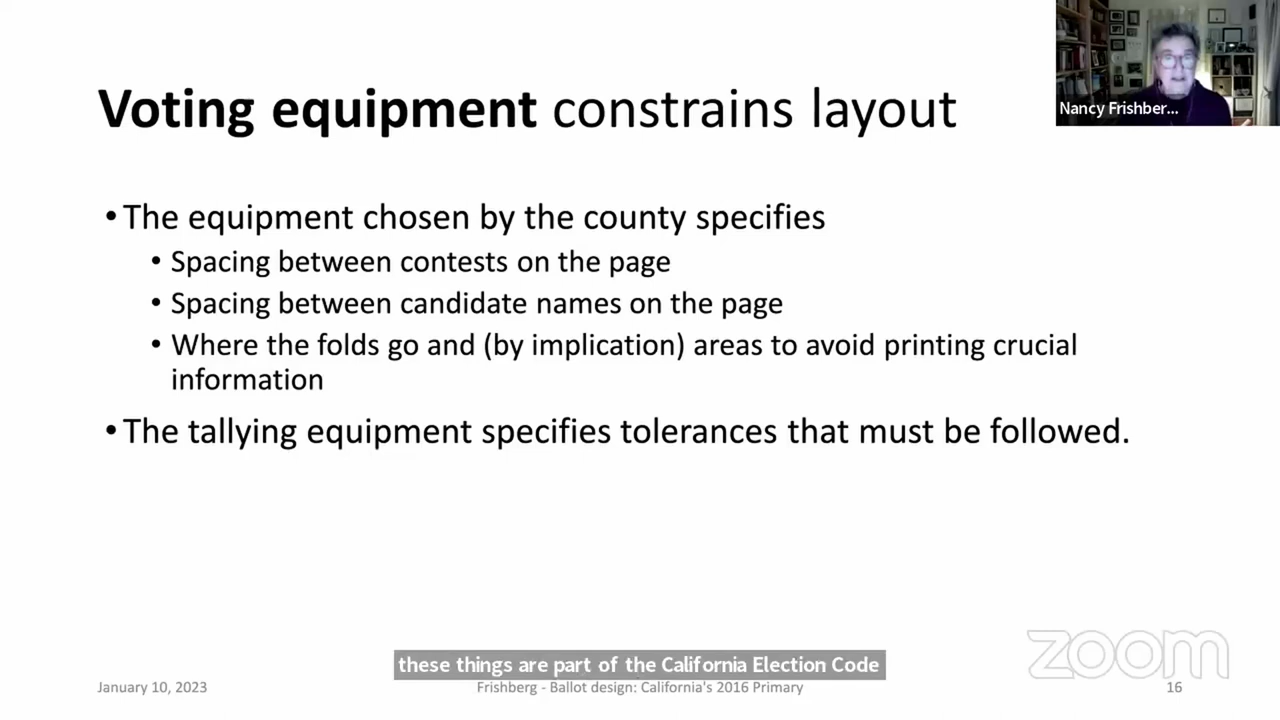 Voting equipment constrains layout
Nancy Frishber...
• The equipment chosen by the county specifies
• Spacing between contests on the page
• Spacing between candidate names on the page
• Where the folds go and (by implication) areas to avoid printing crucial
information
• The tallying equipment specifies tolerances that must be followed.
zoom
these things are part of the California Election Code
January 10, 2023
Frishberg - Ballot design: California's 2016 Primary
16